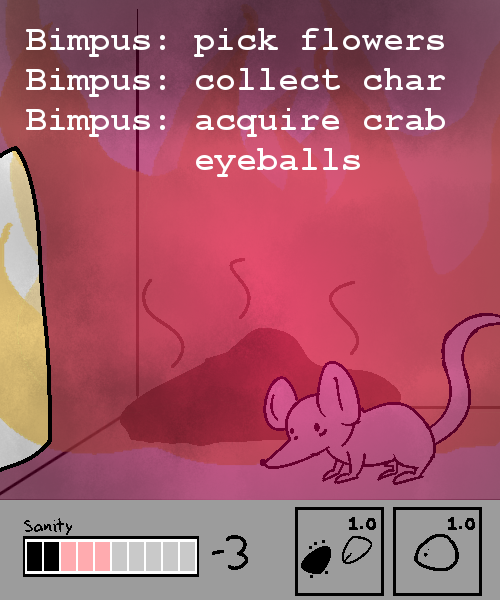 Bimpus: pick flowers
Bimpus: collect char
Bimpus: acquire crab
eyeballs
Sanity
-3
1.0
1.0